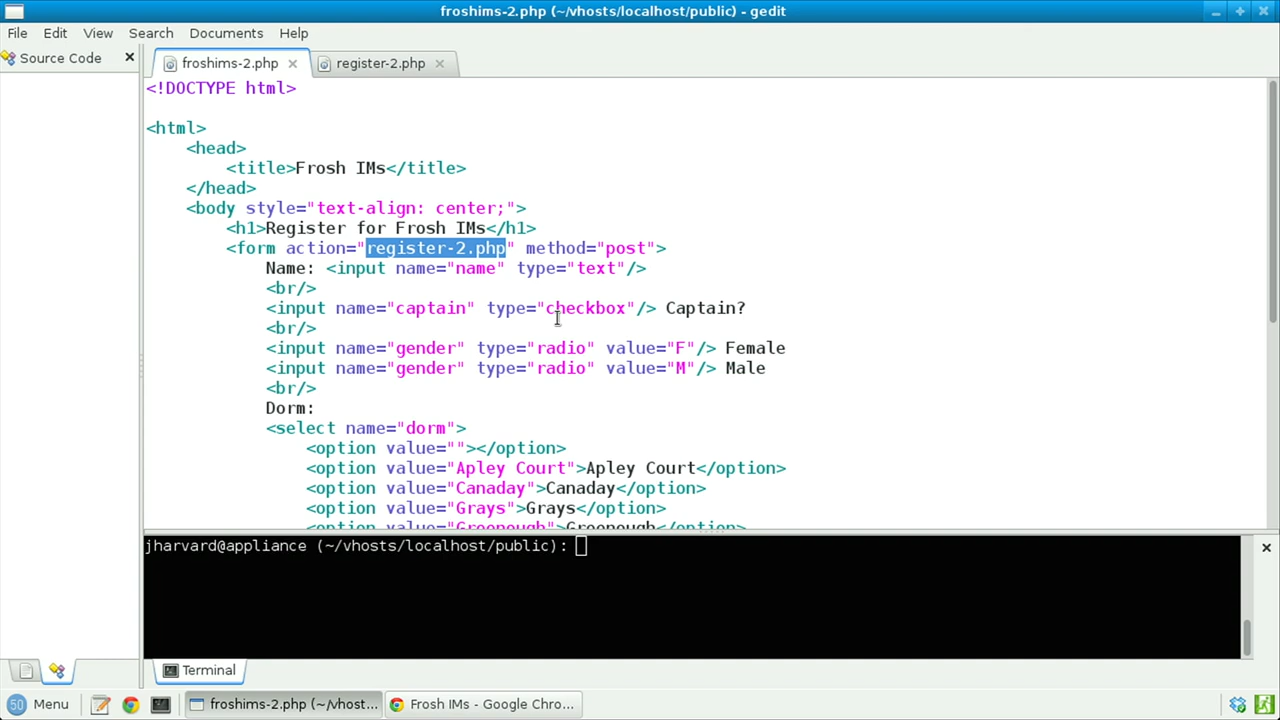 froshims-2.php (~/vhosts/localhost/public) - gedit
File Edit View Search Documents Help
Source Code
froshims-2.php
register-2.php
<!DOCTYPE html>
<html>
<head>
<title>Frosh IMs</title>
</head>
<body style="text-align: center;">
<h1>Register for Frosh IMs</h1>
<form action="register-2.php" method="post">
Name: <input name="name" type="text"/>
<br/>
<input name="captain" type="checkbox"/> Captain?
<br/>
<input name="gender" type="radio" value="F"/> Female
<input name="gender" type="radio" value="M"/> Male
<br/>
Dorm:
<select name="dorm">
<option value=""></option>
<option value="Apley Court">Apley Court</option>
<option value="Canaday">Canaday</option>
<option value="Grays">Grays</option>
<option value="Greenough">Greenough</option>
jharvard@appliance (~/vhosts/localhost/public):
Terminal
50 Menu
froshims-2.php (~/vhost...
Frosh IMs - Google Chro...